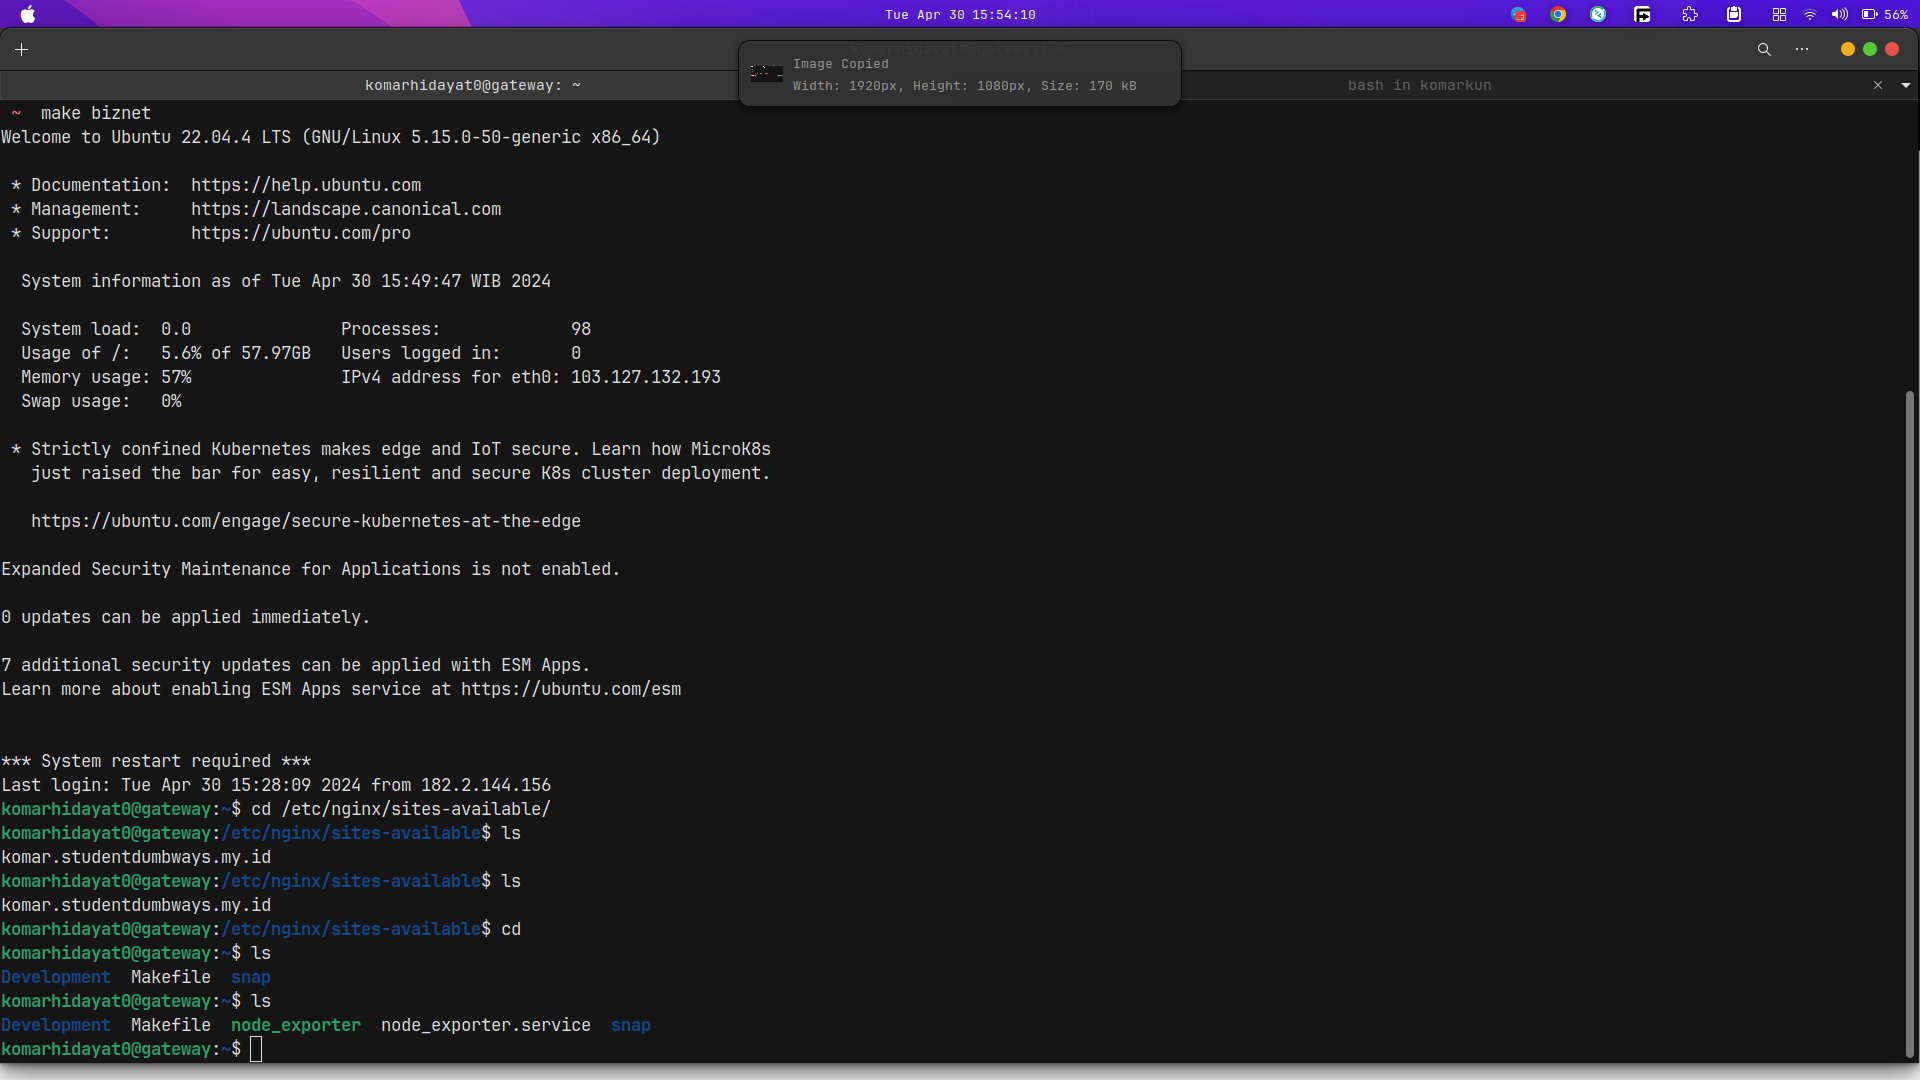 Tue Apr 30 15:54:10
56%
komarhidayat0@gateway: ~
Image Copied
Width: 1920px, Height: 1080px, Size: 170 kB
komarhidayat0@gateway: ~
bash in komarkun
~ make biznet
Welcome to Ubuntu 22.04.4 LTS (GNU/Linux 5.15.0-50-generic x86_64)
* Documentation:  https://help.ubuntu.com
* Management:     https://landscape.canonical.com
* Support:        https://ubuntu.com/pro
System information as of Tue Apr 30 15:49:47 WIB 2024
System load:  0.0               Processes:             98
Usage of /:   5.6% of 57.97GB   Users logged in:       0
Memory usage: 57%               IPv4 address for eth0: 103.127.132.193
Swap usage:   0%
* Strictly confined Kubernetes makes edge and IoT secure. Learn how MicroK8s
just raised the bar for easy, resilient and secure K8s cluster deployment.
https://ubuntu.com/engage/secure-kubernetes-at-the-edge
Expanded Security Maintenance for Applications is not enabled.
0 updates can be applied immediately.
7 additional security updates can be applied with ESM Apps.
Learn more about enabling ESM Apps service at https://ubuntu.com/esm
*** System restart required ***
Last login: Tue Apr 30 15:28:09 2024 from 182.2.144.156
komarhidayat0@gateway:~$ cd /etc/nginx/sites-available/
komarhidayat0@gateway:/etc/nginx/sites-available$ ls
komar.studentdumbways.my.id
komarhidayat0@gateway:/etc/nginx/sites-available$ ls
komar.studentdumbways.my.id
komarhidayat0@gateway:/etc/nginx/sites-available$ cd
komarhidayat0@gateway:~$ ls
Development  Makefile  snap
komarhidayat0@gateway:~$ ls
Development  Makefile  node_exporter  node_exporter.service  snap
komarhidayat0@gateway:~$